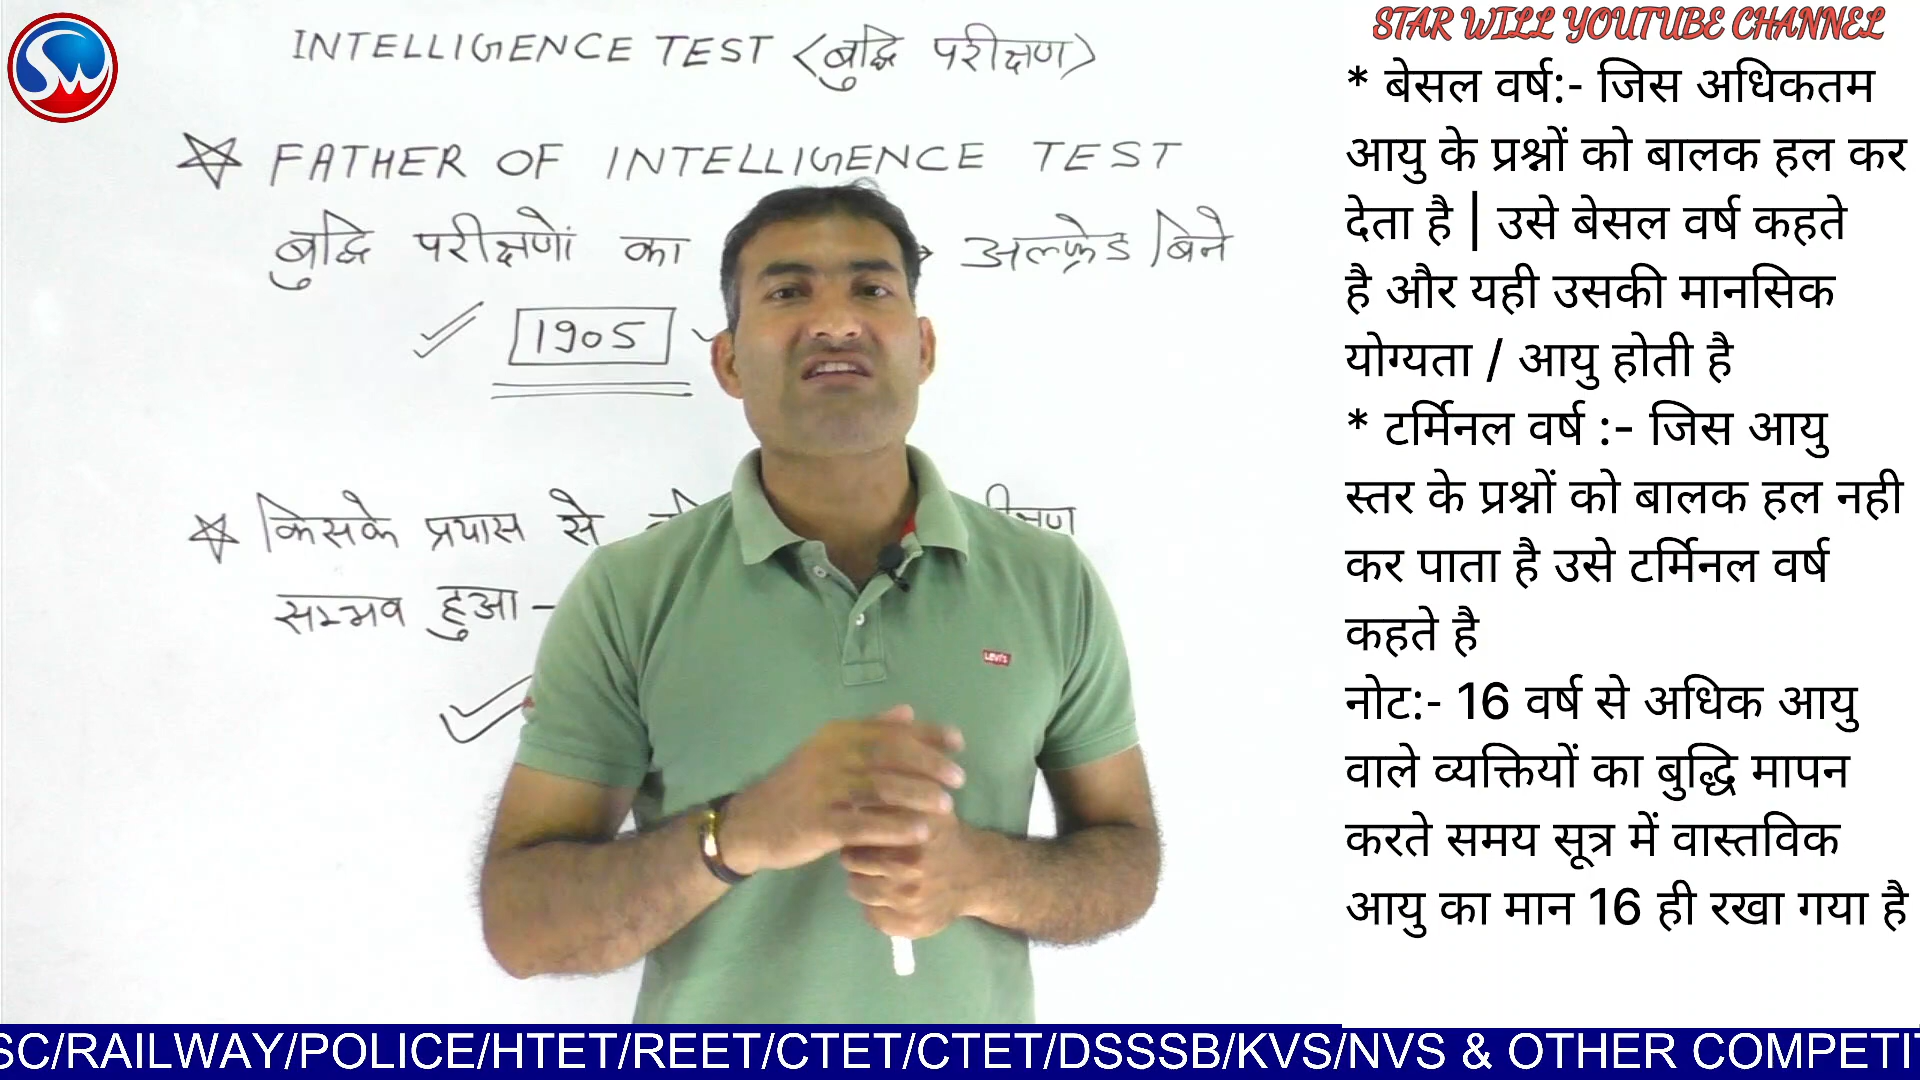 SW
INTELLIGENCE TEST (बुद्धि परीक्षण)
FATHER OF INTELLIGENCE TEST
बुद्धि परीक्षणों का → अल्फ्रेड बिने
1905
किसके प्रयास से
सम्भव हुआ -
LEVI'S
STAR WILL YOUTUBE CHANNEL
* बेसल वर्ष:- जिस अधिकतम
आयु के प्रश्नों को बालक हल कर
देता है | उसे बेसल वर्ष कहते
है और यही उसकी मानसिक
योग्यता / आयु होती है
* टर्मिनल वर्ष :- जिस आयु
स्तर के प्रश्नों को बालक हल नही
कर पाता है उसे टर्मिनल वर्ष
कहते है
नोट:- 16 वर्ष से अधिक आयु
वाले व्यक्तियों का बुद्धि मापन
करते समय सूत्र में वास्तविक
आयु का मान 16 ही रखा गया है
SC/RAILWAY/POLICE/HTET/REET/CTET/CTET/DSSSB/KVS/NVS & OTHER COMPETIT